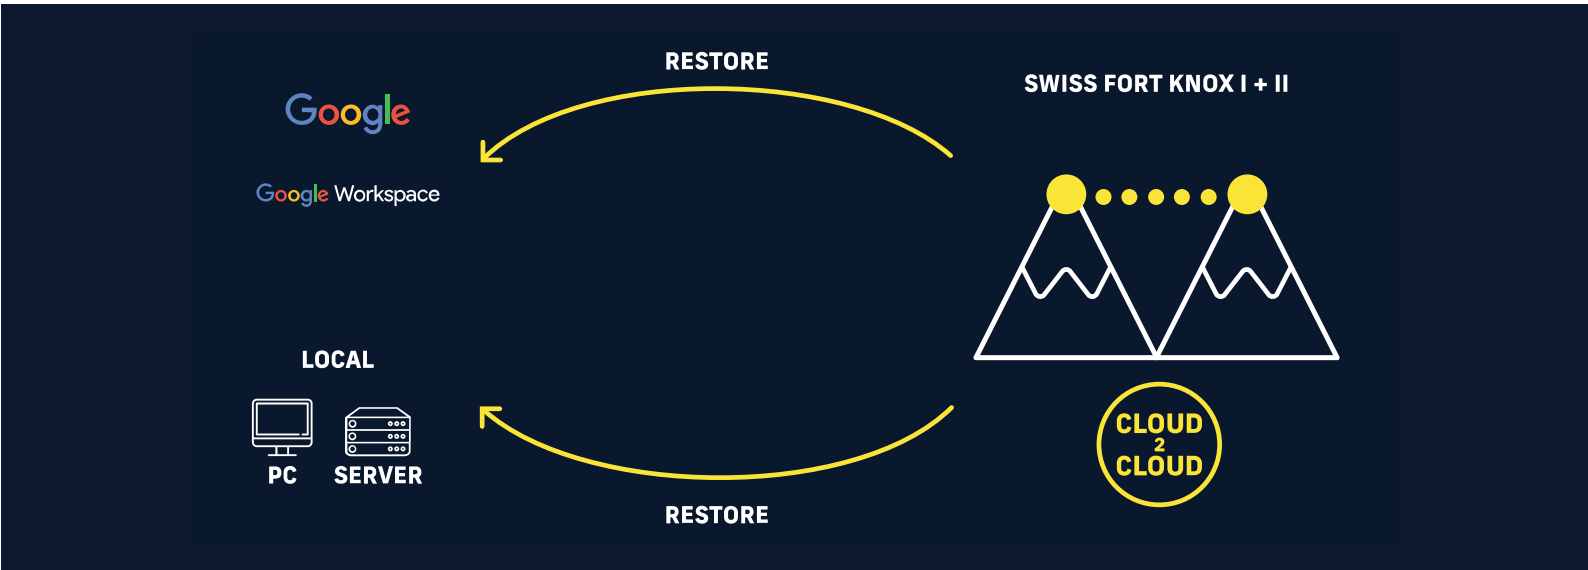 RESTORE
SWISS FORT KNOX I + II
Google
Google Workspace
LOCAL
PC
SERVER
CLOUD
2
CLOUD
RESTORE